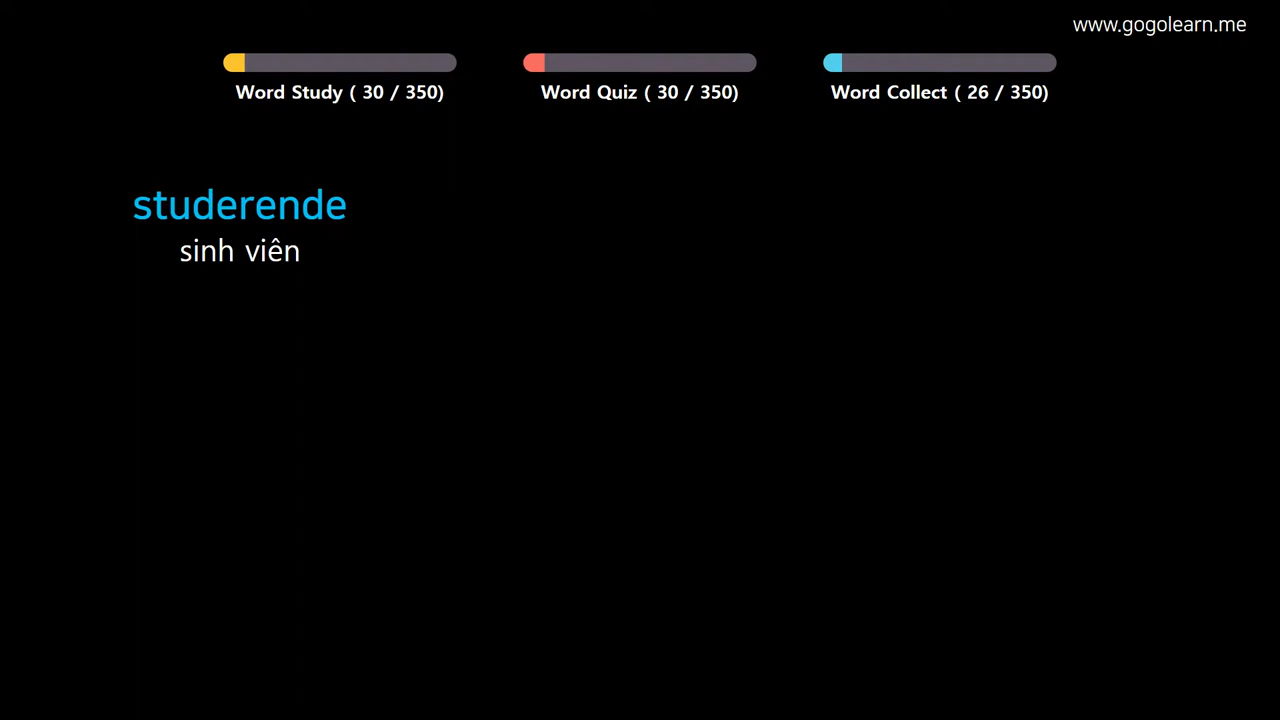 www.gogolearn.me
Word Study ( 30 / 350)
Word Quiz ( 30 / 350)
Word Collect ( 26 / 350)
studerende
sinh viên